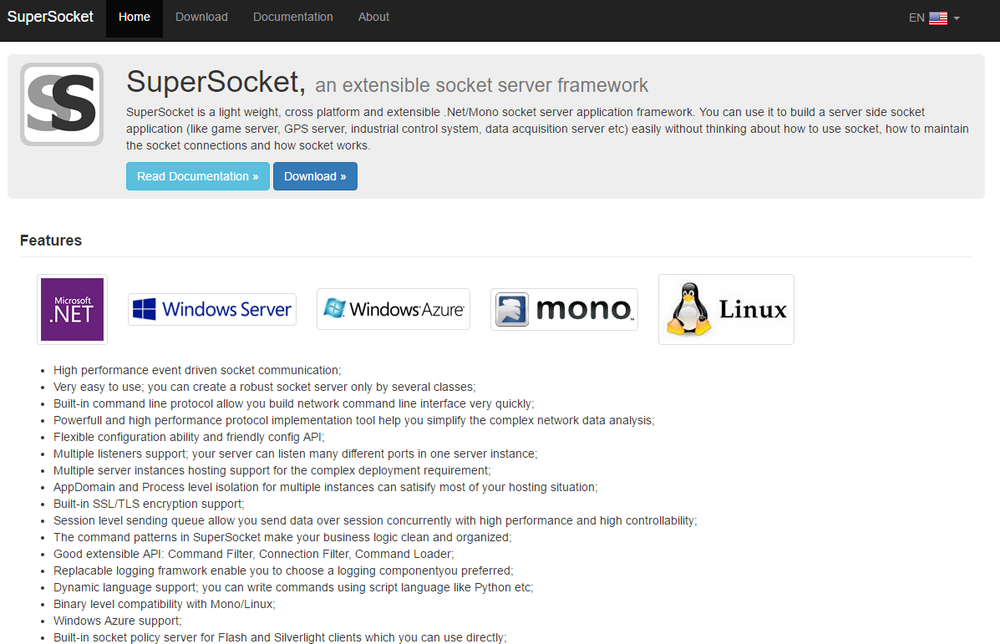 SuperSocket Home Download Documentation About EN
SS
SuperSocket, an extensible socket server framework
SuperSocket is a light weight, cross platform and extensible .Net/Mono socket server application framework. You can use it to build a server side socket
application (like game server, GPS server, industrial control system, data acquisition server etc) easily without thinking about how to use socket, how to maintain
the socket connections and how socket works.
Read Documentation » Download »
Features
Microsoft
.NET
Windows Server
Windows Azure
mono
Linux
High performance event driven socket communication;
Very easy to use; you can create a robust socket server only by several classes;
Built-in command line protocol allow you build network command line interface very quickly;
Powerfull and high performance protocol implementation tool help you simplify the complex network data analysis;
Flexible configuration ability and friendly config API;
Multiple listeners support; your server can listen many different ports in one server instance;
Multiple server instances hosting support for the complex deployment requirement;
AppDomain and Process level isolation for multiple instances can satisify most of your hosting situation;
Built-in SSL/TLS encryption support;
Session level sending queue allow you send data over session concurrently with high performance and high controllability;
The command patterns in SuperSocket make your business logic clean and organized;
Good extensible API: Command Filter, Connection Filter, Command Loader;
Replacable logging framwork enable you to choose a logging componentyou preferred;
Dynamic language support; you can write commands using script language like Python etc;
Binary level compatibility with Mono/Linux;
Windows Azure support;
Built-in socket policy server for Flash and Silverlight clients which you can use directly;